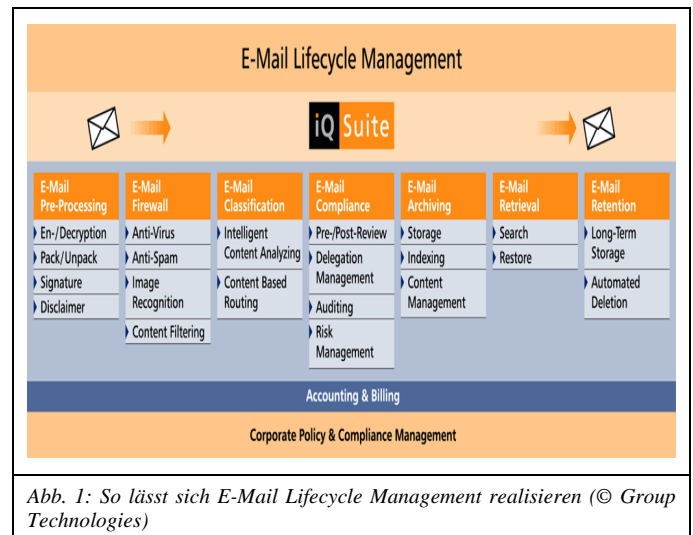 E-Mail Lifecycle Management
iQ Suite
E-Mail
Pre-Processing
En-/Decryption
Pack/Unpack
Signature
Disclaimer
E-Mail
Firewall
Anti-Virus
Anti-Spam
Image
Recognition
Content Filtering
E-Mail
Classification
Intelligent
Content Analyzing
Content Based
Routing
E-Mail
Compliance
Pre-/Post-Review
Delegation
Management
Auditing
Risk
Management
E-Mail
Archiving
Storage
Indexing
Content
Management
E-Mail
Retrieval
Search
Restore
E-Mail
Retention
Long-Term
Storage
Automated
Deletion
Accounting & Billing
Corporate Policy & Compliance Management
Abb. 1: So lässt sich E-Mail Lifecycle Management realisieren (© Group
Technologies)